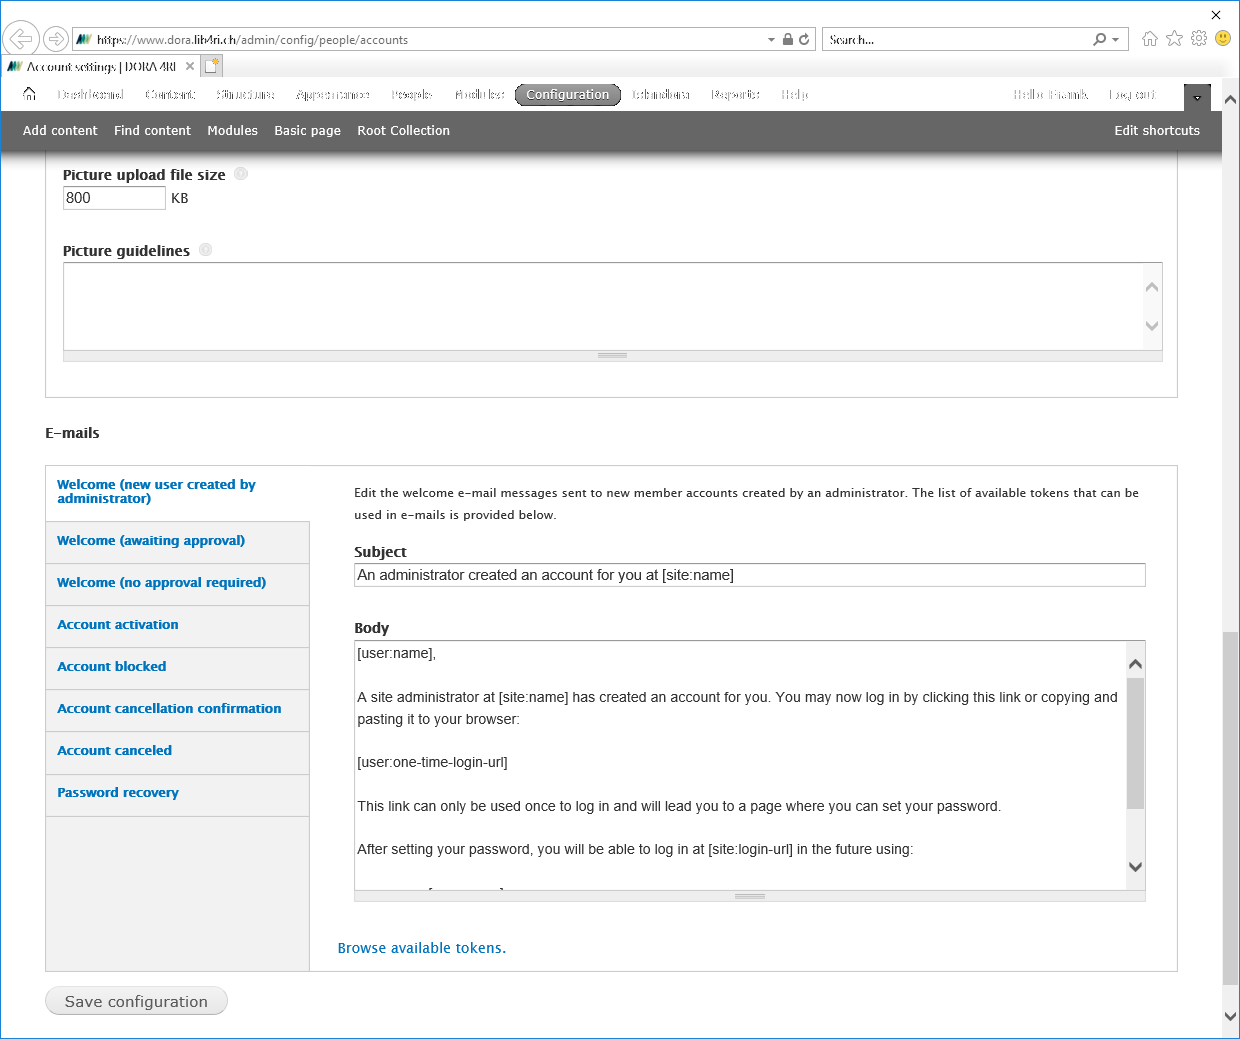 https://www.dora.lib4ri.ch/admin/config/people/accounts
Search...
Account settings | DORA 4RI
Dashboard Content Structure Appearance People Modules Configuration Islandora Reports Help Hello Frank Log out
Add content Find content Modules Basic page Root Collection Edit shortcuts
Picture upload file size
800 KB
Picture guidelines
E-mails
Welcome (new user created by
administrator)
Welcome (awaiting approval)
Welcome (no approval required)
Account activation
Account blocked
Account cancellation confirmation
Account canceled
Password recovery
Edit the welcome e-mail messages sent to new member accounts created by an administrator. The list of available tokens that can be
used in e-mails is provided below.
Subject
An administrator created an account for you at [site:name]
Body
[user:name],
A site administrator at [site:name] has created an account for you. You may now log in by clicking this link or copying and
pasting it to your browser:
[user:one-time-login-url]
This link can only be used once to log in and will lead you to a page where you can set your password.
After setting your password, you will be able to log in at [site:login-url] in the future using:
Browse available tokens.
Save configuration